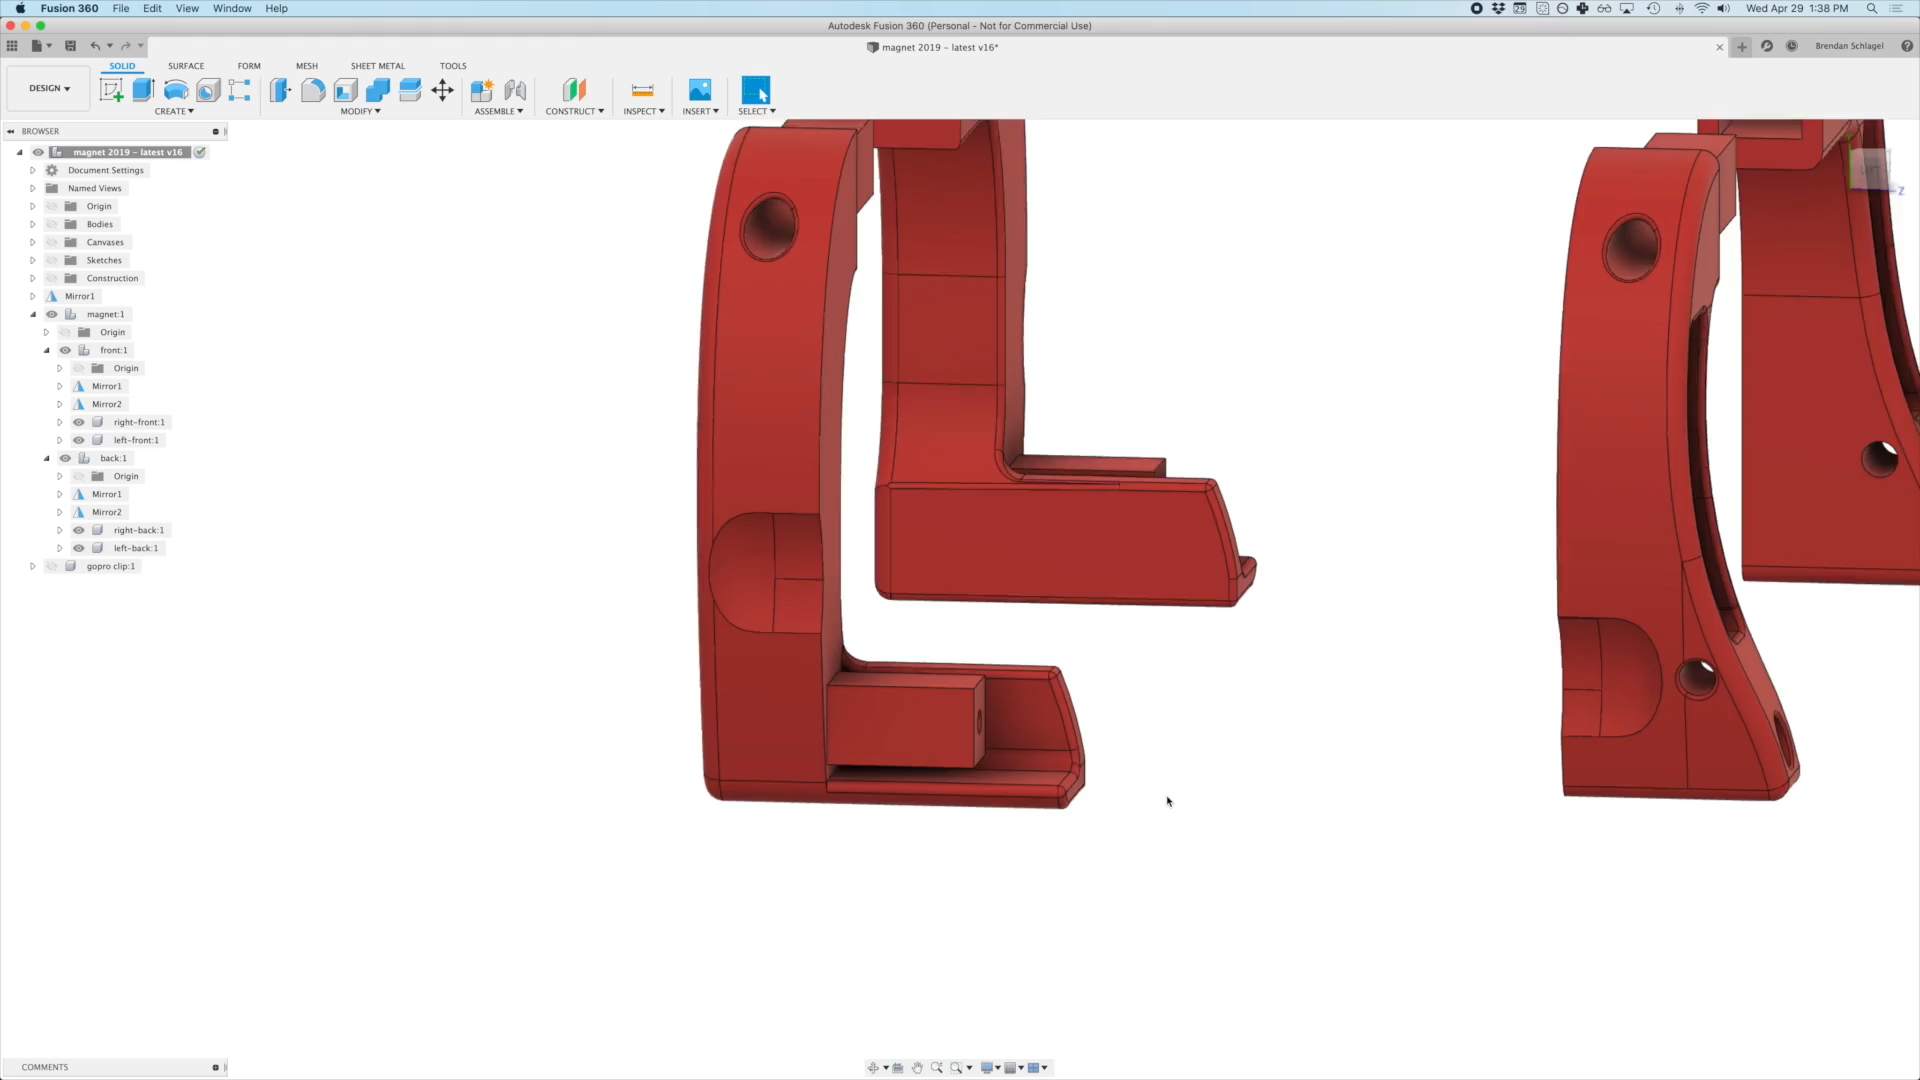 Fusion 360 File Edit View Window Help
29
Wed Apr 29 1:38 PM
Autodesk Fusion 360 (Personal - Not for Commercial Use)
magnet 2019 - latest v16*
Brendan Schlagel
SOLID SURFACE FORM MESH SHEET METAL TOOLS
DESIGN
CREATE MODIFY ASSEMBLE CONSTRUCT INSPECT INSERT SELECT
BROWSER
magnet 2019 - latest v16
Document Settings
Named Views
Origin
Bodies
Canvases
Sketches
Construction
Mirror1
magnet:1
Origin
front:1
Origin
Mirror1
Mirror2
right-front:1
left-front:1
back:1
Origin
Mirror1
Mirror2
right-back:1
left-back:1
gopro clip:1
Z
COMMENTS